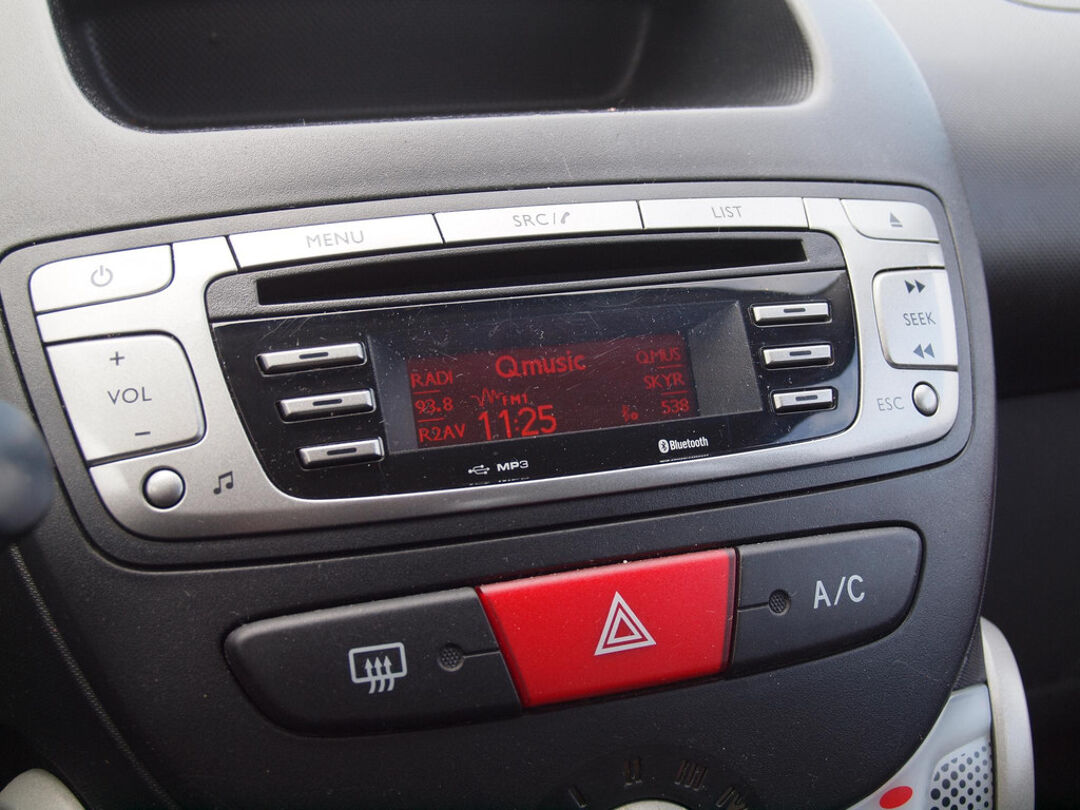 MENU
SRC/
LIST
+
VOL
−
SEEK
ESC
Qmusic
RADI
93.8
R2AV
FM1
11:25
QMUS
SKYR
538
MP3
Bluetooth
A/C